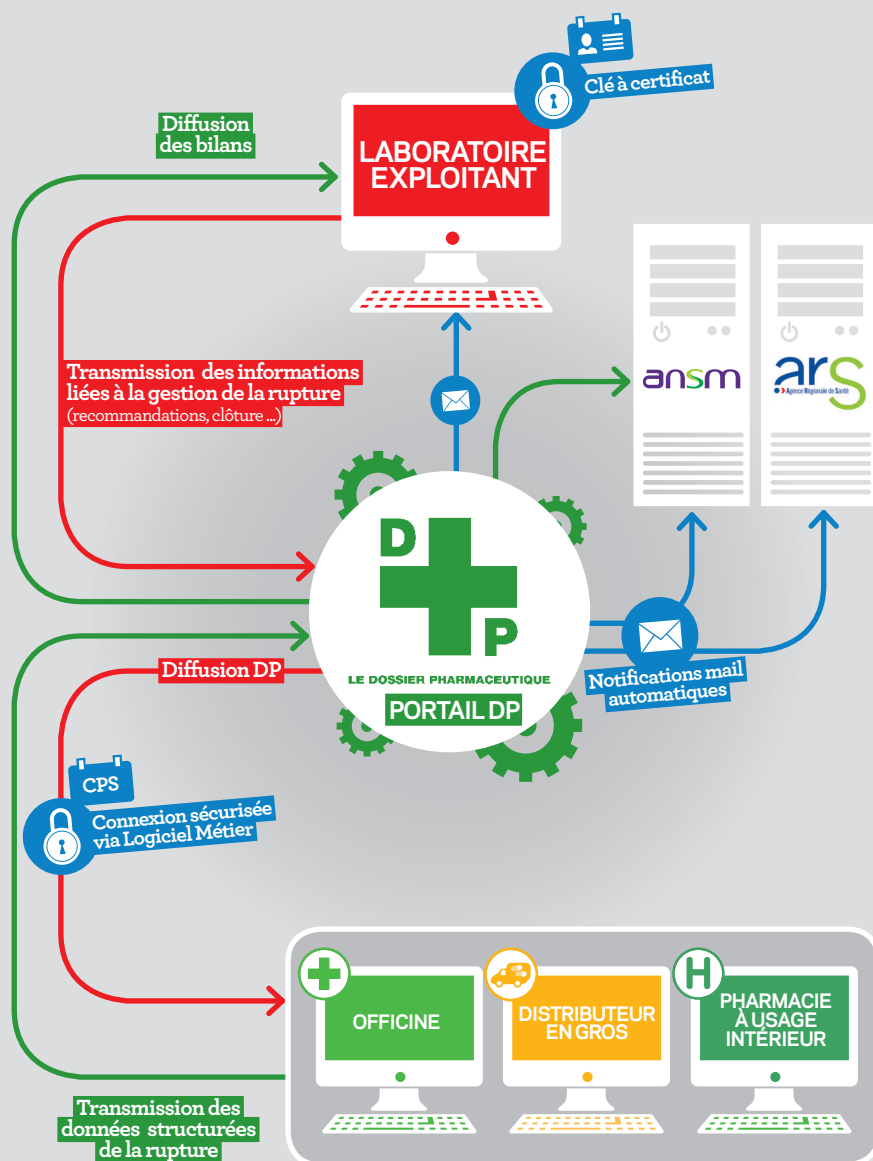 Clé à certificat
Diffusion
des bilans
LABORATOIRE
EXPLOITANT
Transmission des informations
liées à la gestion de la rupture
(recommandations, clôture ...)
ansm
ars
Agence Régionale de Santé
D
P
LE DOSSIER PHARMACEUTIQUE
PORTAIL DP
Diffusion DP
Notifications mail
automatiques
CPS
Connexion sécurisée
via Logiciel Métier
OFFICINE
DISTRIBUTEUR
EN GROS
H
PHARMACIE
À USAGE
INTÉRIEUR
Transmission des
données structurées
de la rupture